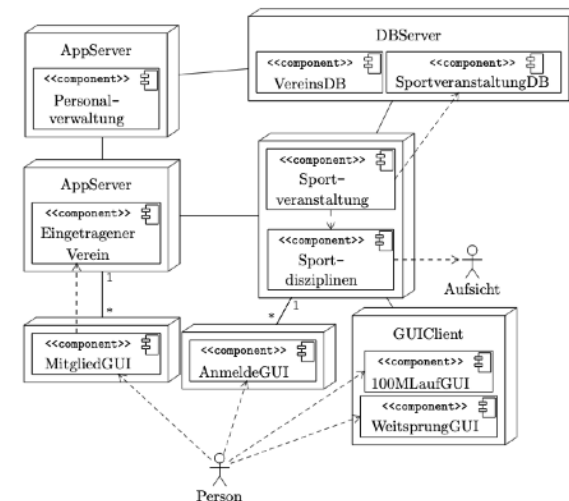 DBServer
<<component>>
VereinsDB
<<component>>
SportveranstaltungDB
AppServer
<<component>>
Personal-
verwaltung
AppServer
<<component>>
Eingetragener
Verein
<<component>>
Sport-
veranstaltung
<<component>>
Sport-
disziplinen
Aufsicht
1
*
1
*
<<component>>
MitgliedGUI
<<component>>
AnmeldeGUI
GUIClient
<<component>>
100MLaufGUI
<<component>>
WeitsprungGUI
Person